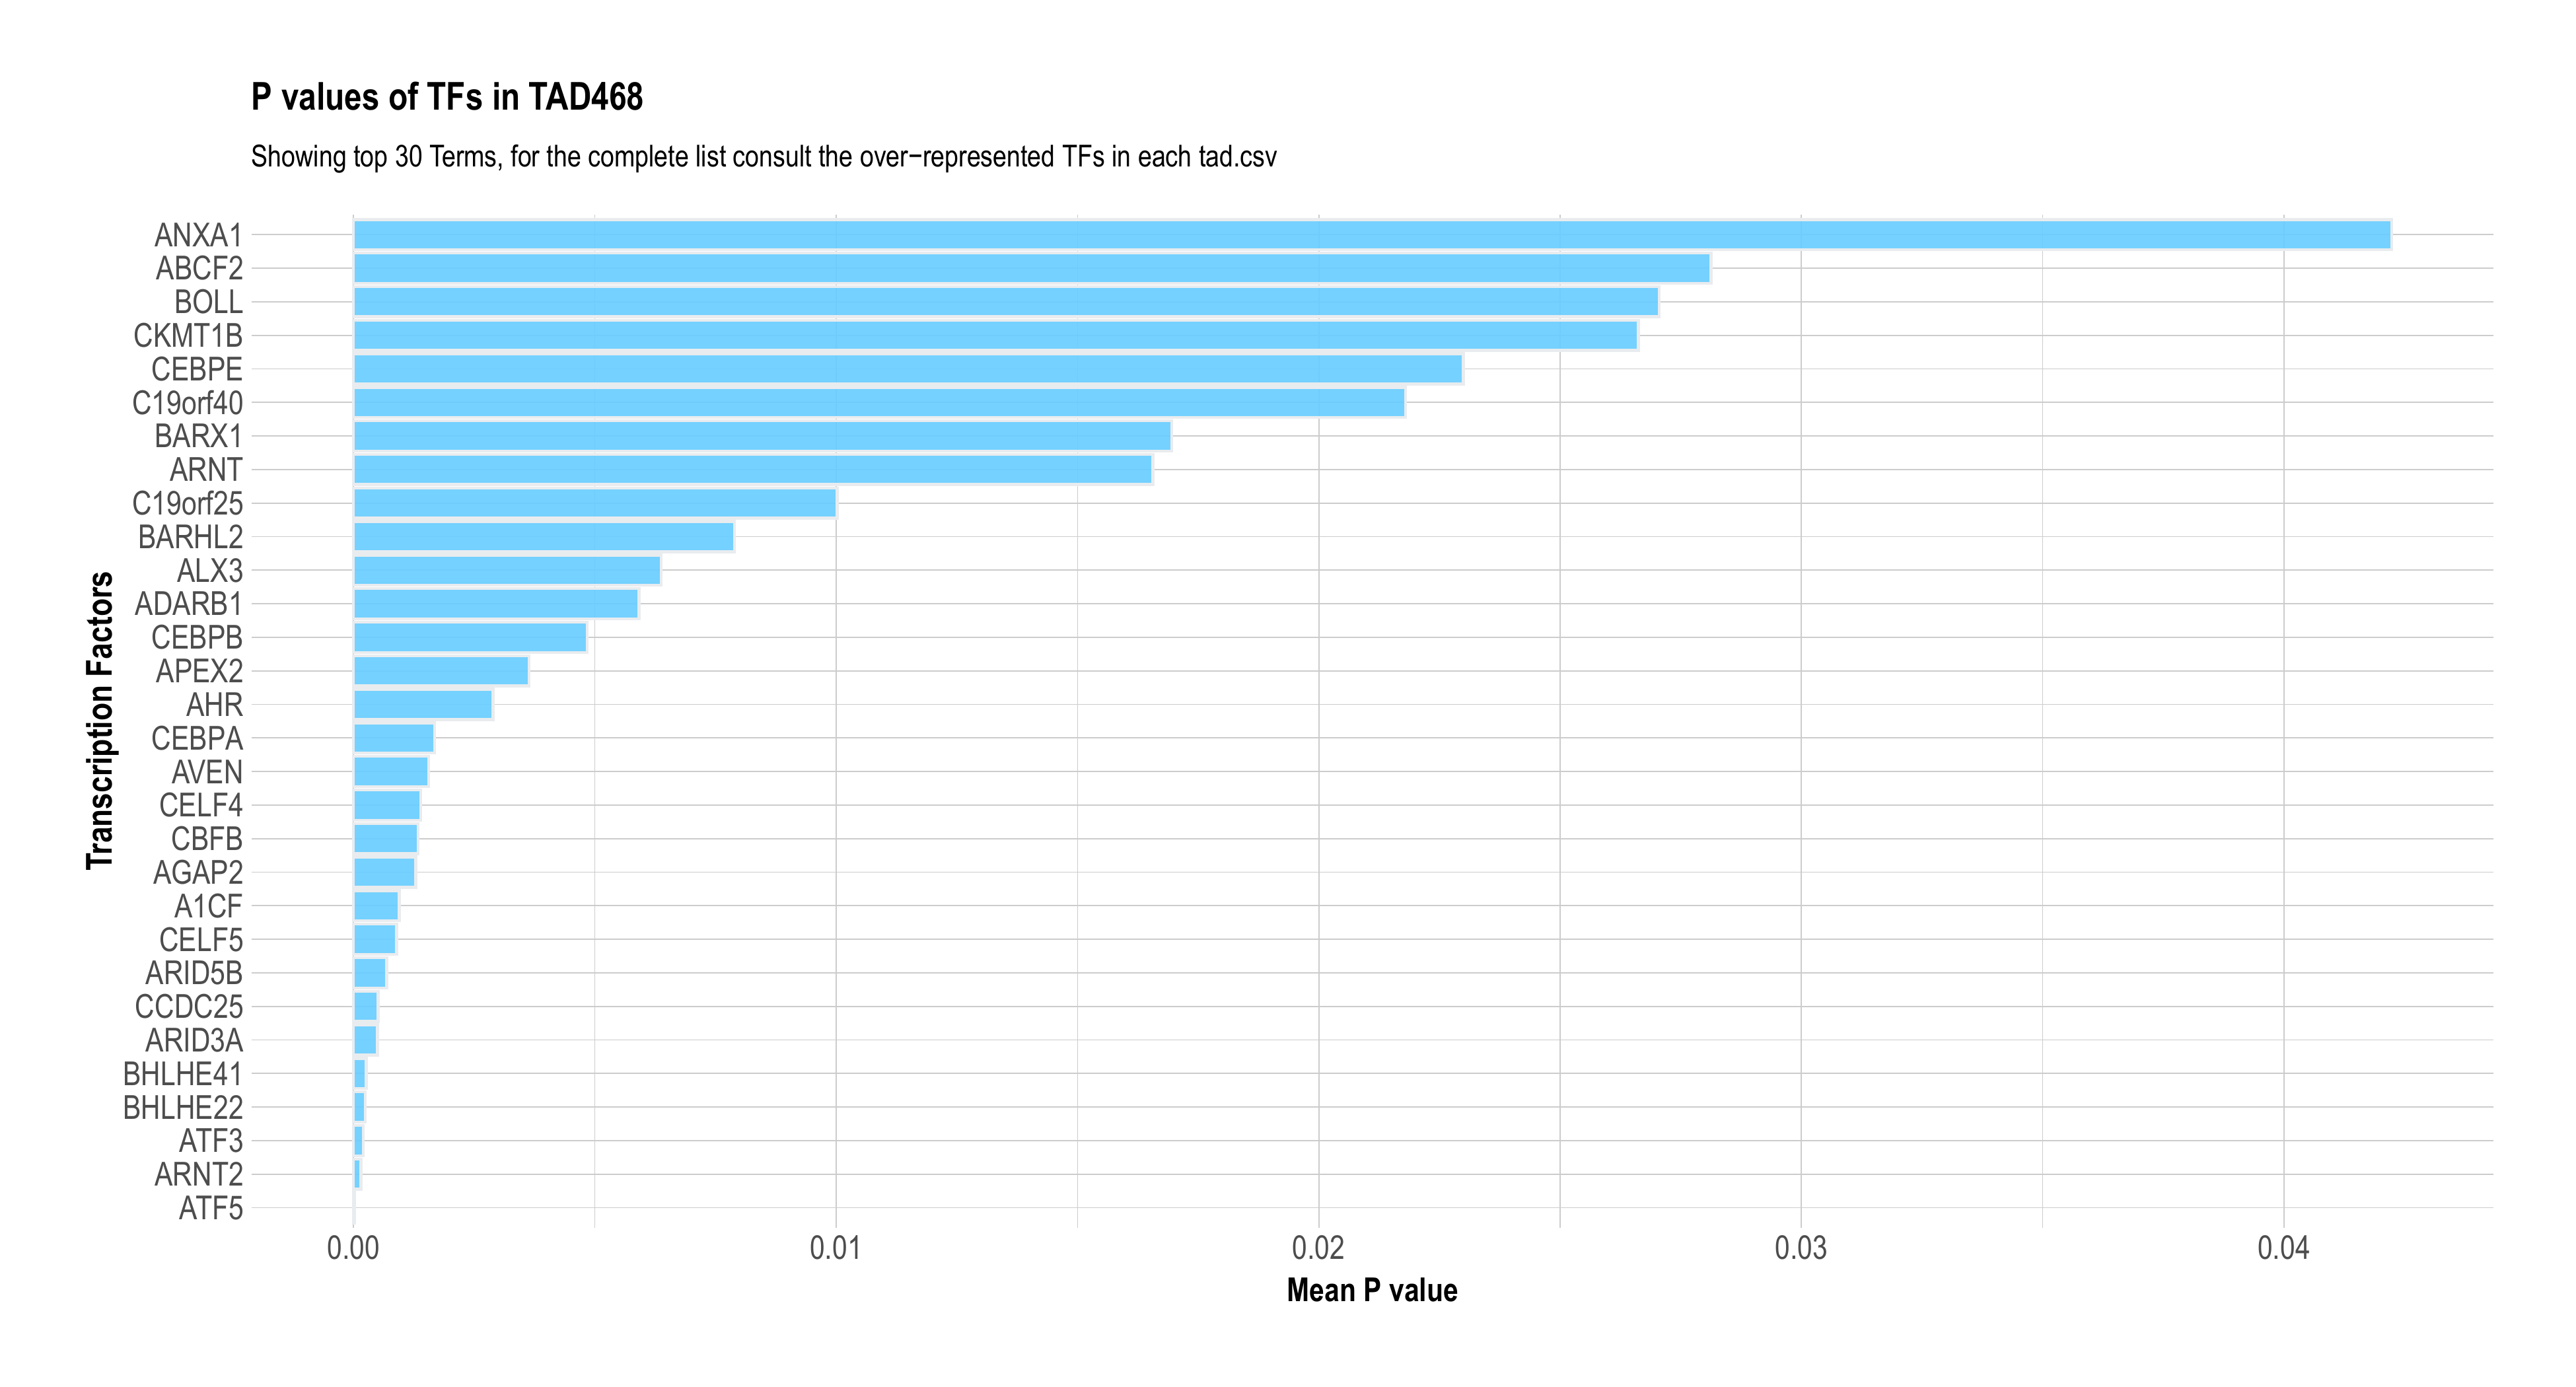 P values of TFs in TAD468
Showing top 30 Terms, for the complete list consult the over−represented TFs in each tad.csv
Transcription Factors
ANXA1
ABCF2
BOLL
CKMT1B
CEBPE
C19orf40
BARX1
ARNT
C19orf25
BARHL2
ALX3
ADARB1
CEBPB
APEX2
AHR
CEBPA
AVEN
CELF4
CBFB
AGAP2
A1CF
CELF5
ARID5B
CCDC25
ARID3A
BHLHE41
BHLHE22
ATF3
ARNT2
ATF5
0.00 0.01 0.02 0.03 0.04
Mean P value